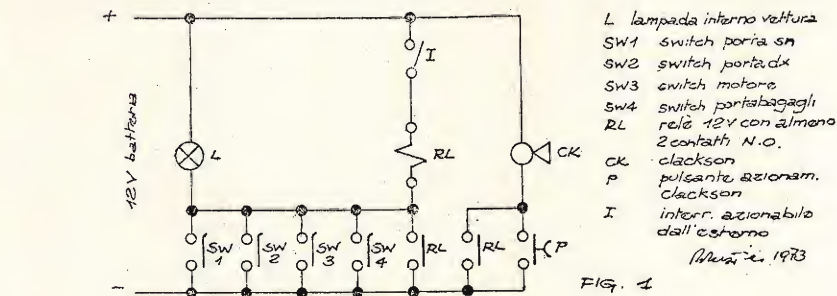 +
I
12V batteria
L
RL
CK
SW 1
SW 2
SW 3
SW 4
RL
RL
P
-
FIG. 1
L lampada interno vettura
SW1 switch porta sn
SW2 switch porta dx
SW3 switch motore
SW4 switch portabagagli
RL relè 12V con almeno
2 contatti N.O.
CK clackson
P pulsante azionam.
clackson
I interr. azionabile
dall'esterno
1973